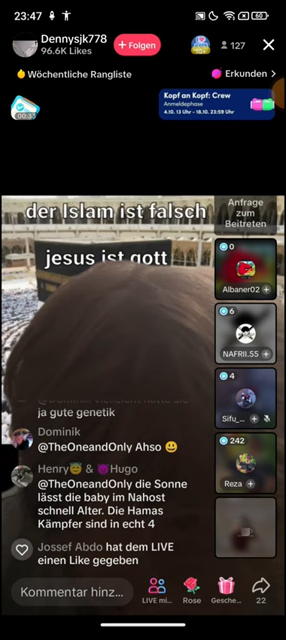 23:47
60
Dennysjk778
96.6K Likes
+ Folgen
127
Wöchentliche Rangliste
Erkunden >
Kopf an Kopf: Crew
Anmeldephase
4.10. 13 Uhr – 18.10. 23:59 Uhr
00:33
der Islam ist falsch
jesus ist gott
Anfrage
zum
Beitreten
0
Albaner02
6
NAFRII.55
4
Sifu_...
242
Reza
ja gute genetik
Dominik
@TheOneandOnly Ahso 😃
Henry😇 & 😈Hugo
@TheOneandOnly die Sonne
lässt die baby im Nahost
schnell Alter. Die Hamas
Kämpfer sind in echt 4
Jossef Abdo hat dem LIVE
einen Like gegeben
Kommentar hinz...
LIVE mi...
Rose
Gesche...
22